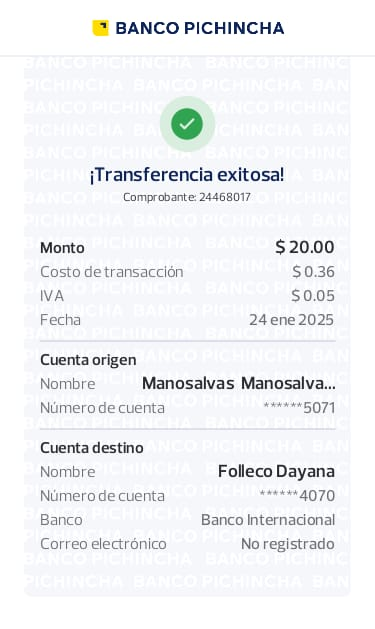 BANCO PICHINCHA
¡Transferencia exitosa!
Comprobante: 24468017
Monto $ 20.00
Costo de transacción $ 0.36
IVA $ 0.05
Fecha 24 ene 2025
Cuenta origen
Nombre Manosalvas Manosalva...
Número de cuenta ******5071
Cuenta destino
Nombre Folleco Dayana
Número de cuenta ******4070
Banco Banco Internacional
Correo electrónico No registrado